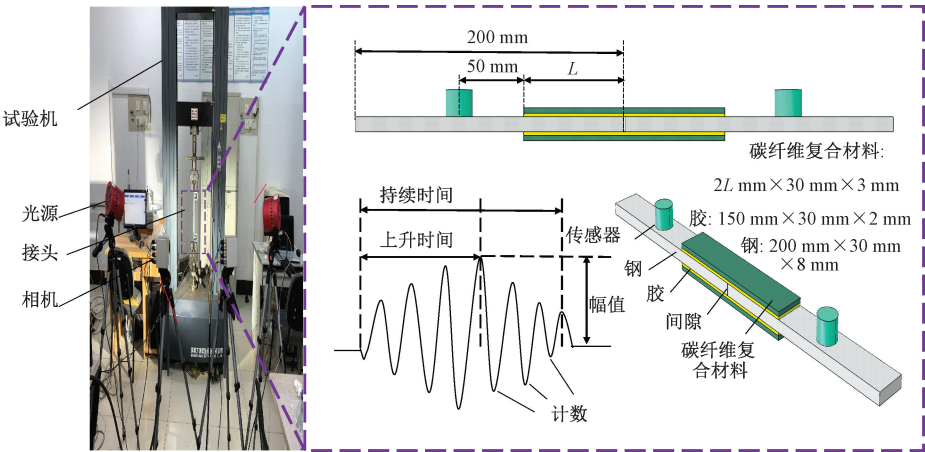 试验机
光源
接头
相机
200 mm
50 mm
L
碳纤维复合材料:
2L mm×30 mm×3 mm
胶: 150 mm×30 mm×2 mm
钢: 200 mm×30 mm
×8 mm
持续时间
上升时间
传感器
幅值
计数
钢
胶
间隙
碳纤维复
合材料